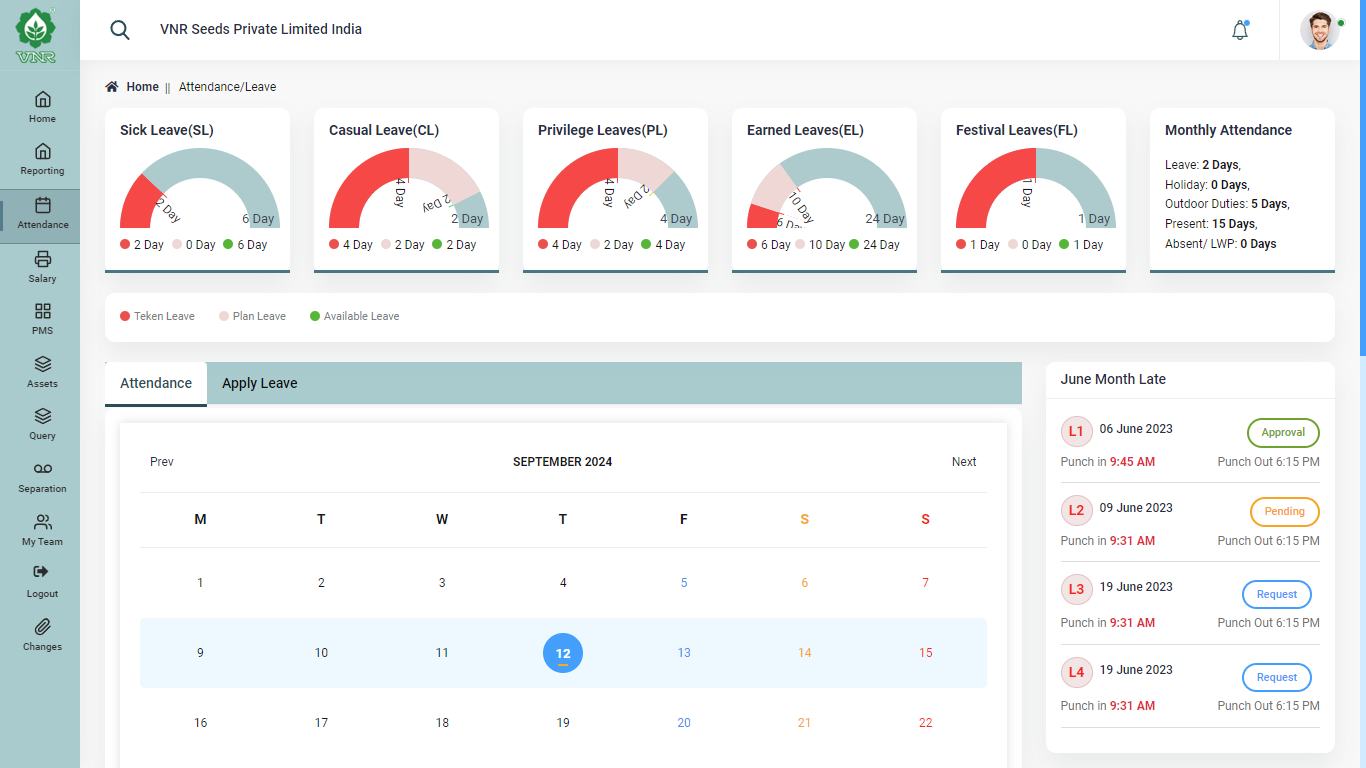 VNR
VNR Seeds Private Limited India
Home
Reporting
Attendance
Salary
PMS
Assets
Query
Separation
My Team
Logout
Changes
Home || Attendance/Leave
Sick Leave(SL)
2 Day
6 Day
2 Day 0 Day 6 Day
Casual Leave(CL)
4 Day
2 Day
2 Day
4 Day 2 Day 2 Day
Privilege Leaves(PL)
4 Day
2 Day
4 Day
4 Day 2 Day 4 Day
Earned Leaves(EL)
6 Day
10 Day
24 Day
6 Day 10 Day 24 Day
Festival Leaves(FL)
1 Day
1 Day
1 Day 0 Day 1 Day
Monthly Attendance
Leave: 2 Days,
Holiday: 0 Days,
Outdoor Duties: 5 Days,
Present: 15 Days,
Absent/ LWP: 0 Days
Teken Leave Plan Leave Available Leave
Attendance Apply Leave
Prev SEPTEMBER 2024 Next
M T W T F S S
1 2 3 4 5 6 7
9 10 11 12 13 14 15
16 17 18 19 20 21 22
June Month Late
L1 06 June 2023 Approval
Punch in 9:45 AM Punch Out 6:15 PM
L2 09 June 2023 Pending
Punch in 9:31 AM Punch Out 6:15 PM
L3 19 June 2023 Request
Punch in 9:31 AM Punch Out 6:15 PM
L4 19 June 2023 Request
Punch in 9:31 AM Punch Out 6:15 PM